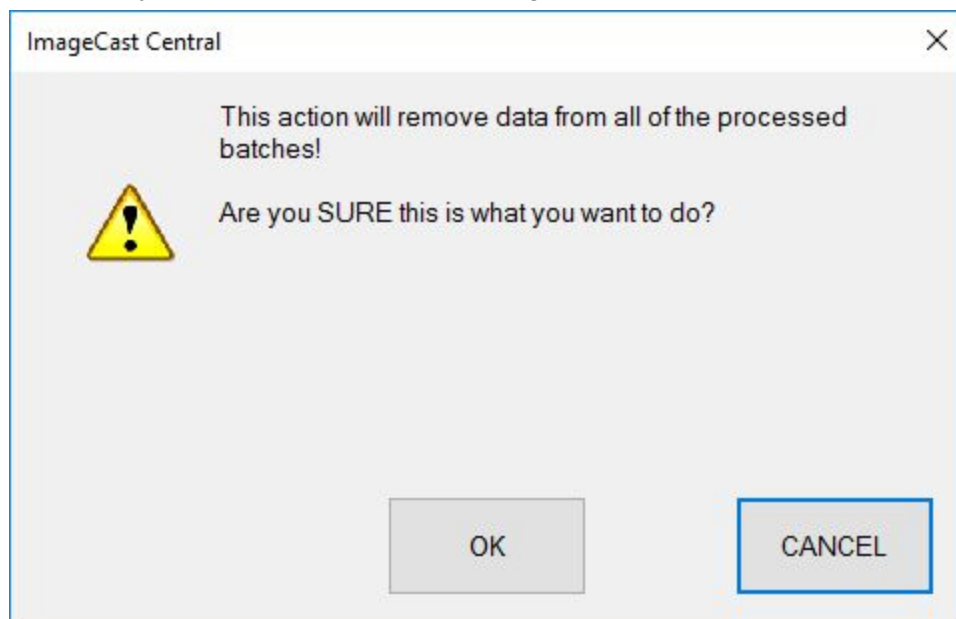 ImageCast Central
This action will remove data from all of the processed
batches!
Are you SURE this is what you want to do?
OK
CANCEL